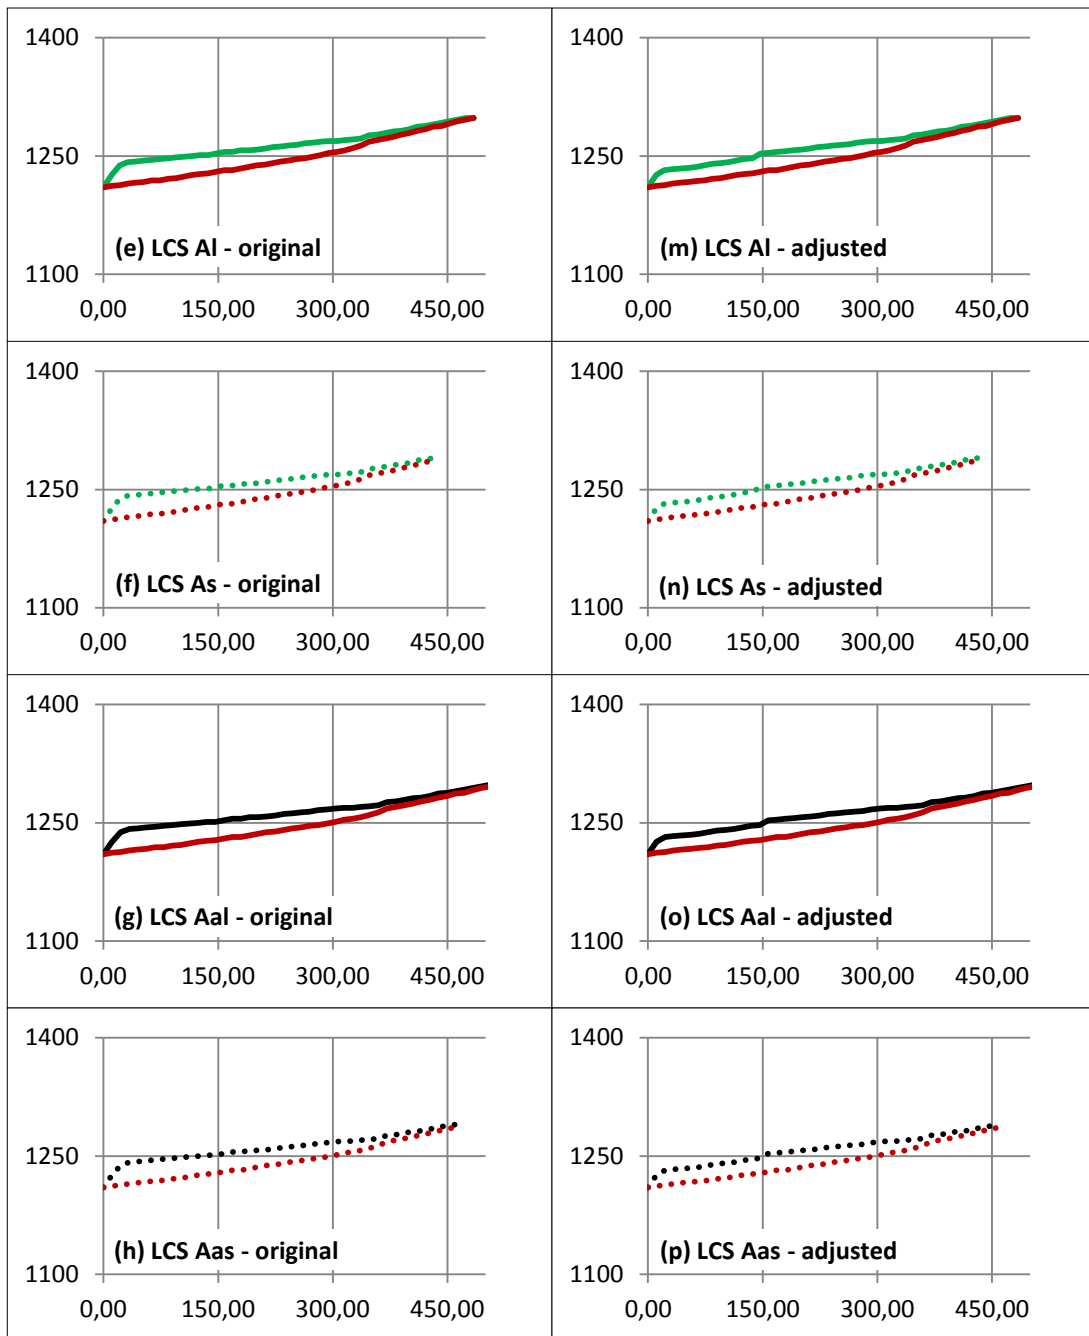 1400
1250
(e) LCS Al - original
1100
0,00 150,00 300,00 450,00
1400
1250
(m) LCS Al - adjusted
1100
0,00 150,00 300,00 450,00
1400
1250
(f) LCS As - original
1100
0,00 150,00 300,00 450,00
1400
1250
(n) LCS As - adjusted
1100
0,00 150,00 300,00 450,00
1400
1250
(g) LCS Aal - original
1100
0,00 150,00 300,00 450,00
1400
1250
(o) LCS Aal - adjusted
1100
0,00 150,00 300,00 450,00
1400
1250
(h) LCS Aas - original
1100
0,00 150,00 300,00 450,00
1400
1250
(p) LCS Aas - adjusted
1100
0,00 150,00 300,00 450,00